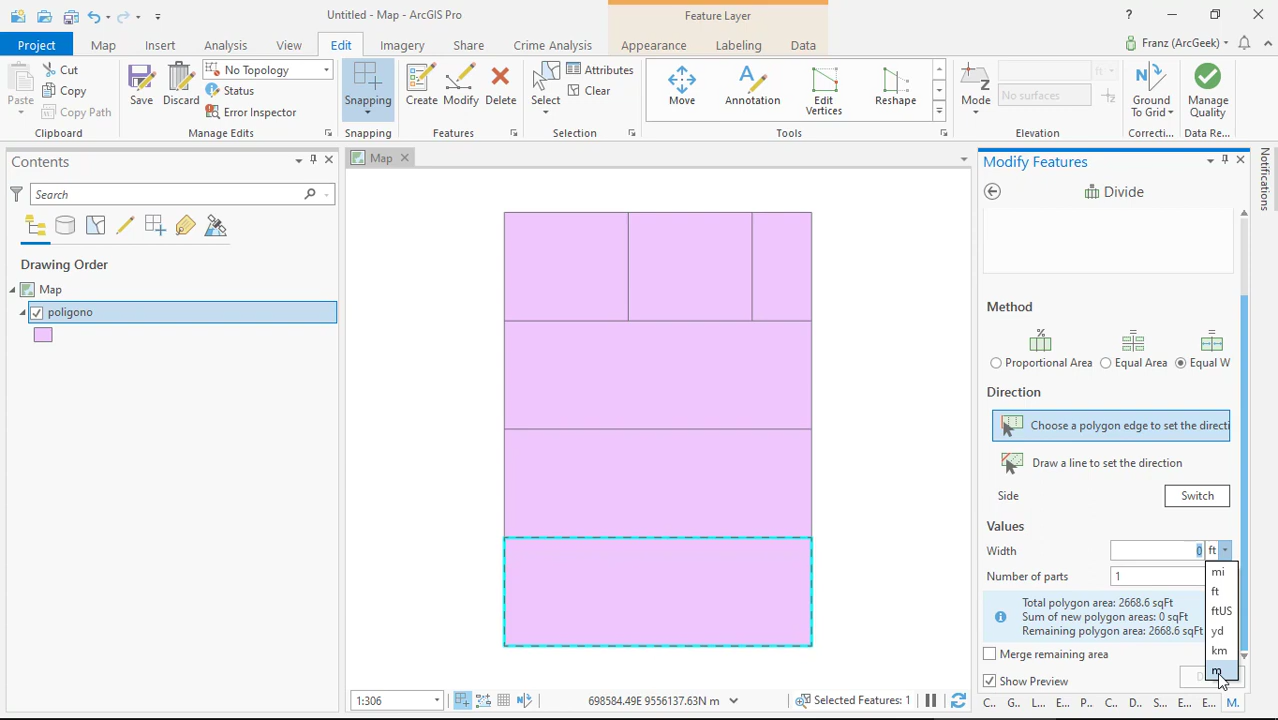 Untitled - Map - ArcGIS Pro
Feature Layer
?
Project
Map
Insert
Analysis
View
Edit
Imagery
Share
Crime Analysis
Appearance
Labeling
Data
Franz (ArcGeek)
Paste
Cut
Copy
Copy Path
Clipboard
Save
Discard
No Topology
Status
Error Inspector
Manage Edits
Snapping
Snapping
Create
Modify
Delete
Features
Select
Attributes
Clear
Selection
Move
Annotation
Edit
Vertices
Reshape
Tools
Mode
ft
No surfaces
Elevation
Ground
To Grid
Correcti...
Manage
Quality
Data Re...
Contents
Search
Drawing Order
Map
poligono
Map
1:306
698584.49E 9556137.63N m
Selected Features: 1
Modify Features
Divide
Method
Proportional Area
Equal Area
Equal W
Direction
Choose a polygon edge to set the directi
Draw a line to set the direction
Side
Switch
Values
Width
0
ft
Number of parts
1
mi
ft
ftUS
yd
km
m
Total polygon area: 2668.6 sqFt
Sum of new polygon areas: 0 sqFt
Remaining polygon area: 2668.6 sqFt
Merge remaining area
Show Preview
D
C... G... L... E... D... P... C... D... S... E... E... M.
Notifications